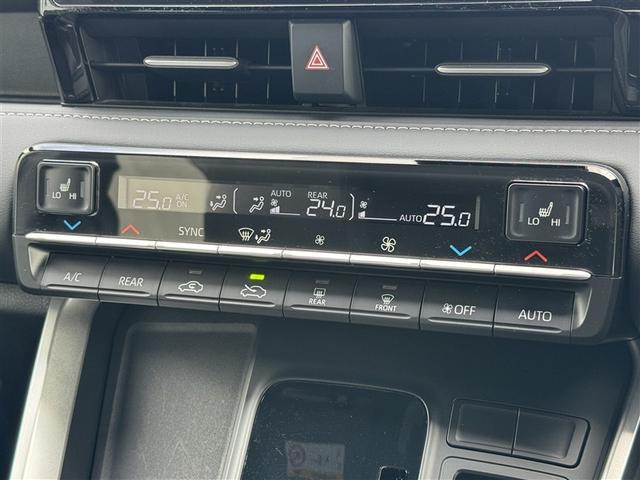 LO HI
25.0 A/C ON AUTO REAR 24.0 AUTO 25.0
LO HI
SYNC
A/C REAR REAR FRONT OFF AUTO